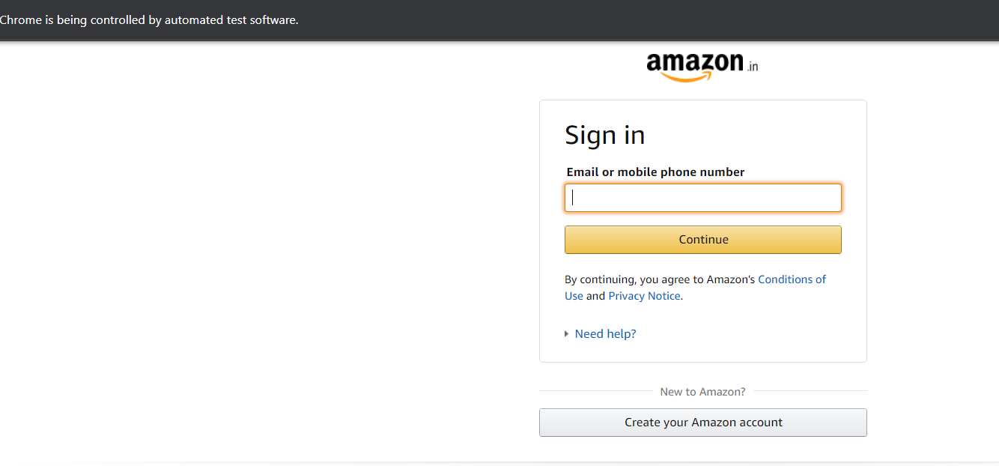 Chrome is being controlled by automated test software.
amazon.in
Sign in
Email or mobile phone number
Continue
By continuing, you agree to Amazon's Conditions of
Use and Privacy Notice.
Need help?
New to Amazon?
Create your Amazon account